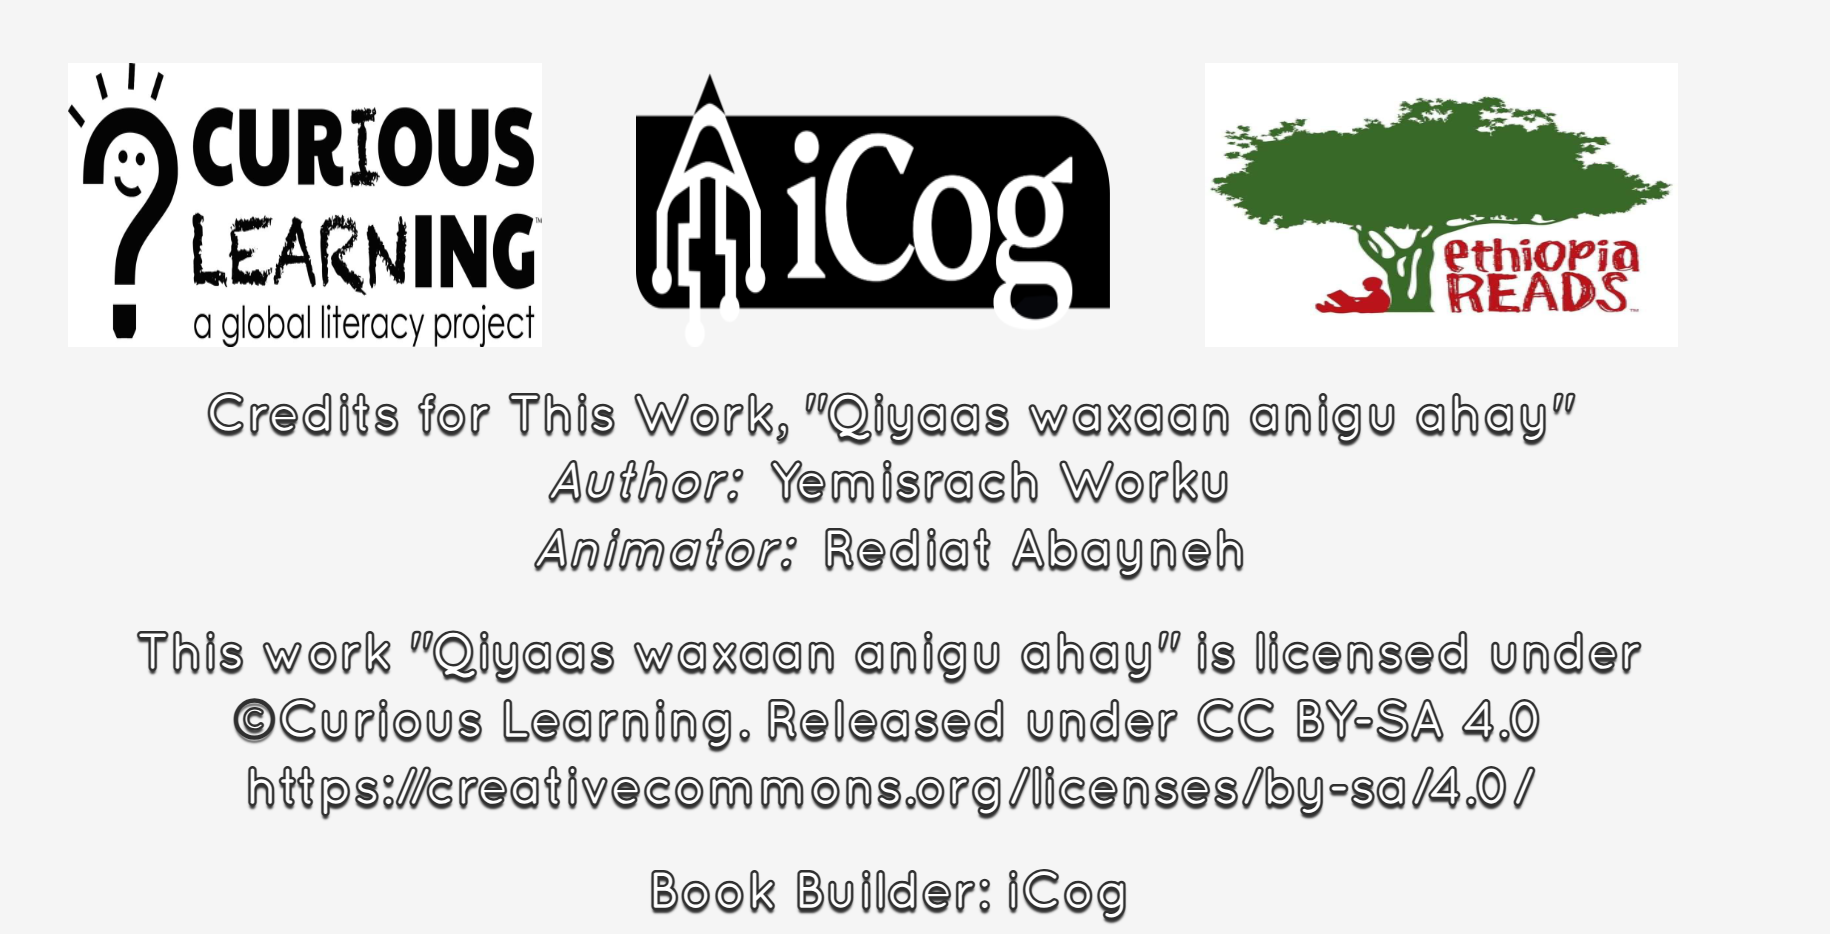 CURIOUS
LEARNING™
a global literacy project
iCog
ethiopia
READS™
Credits for This Work, "Qiyaas waxaan anigu ahay"
Author: Yemisrach Worku
Animator: Rediat Abayneh
This work "Qiyaas waxaan anigu ahay" is licensed under
©Curious Learning. Released under CC BY-SA 4.0
https://creativecommons.org/licenses/by-sa/4.0/
Book Builder: iCog